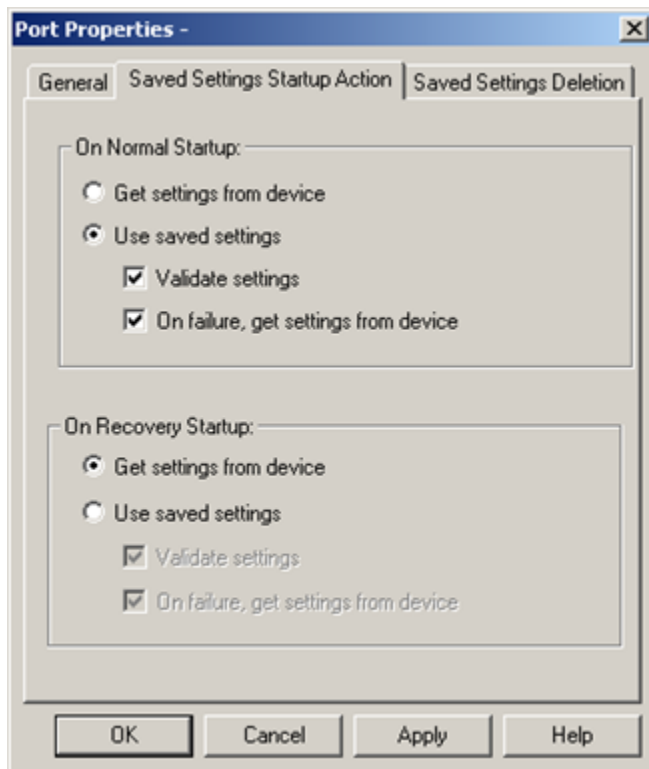 Port Properties -
General
Saved Settings Startup Action
Saved Settings Deletion
On Normal Startup:
Get settings from device
Use saved settings
Validate settings
On failure, get settings from device
On Recovery Startup:
Get settings from device
Use saved settings
Validate settings
On failure, get settings from device
OK
Cancel
Apply
Help